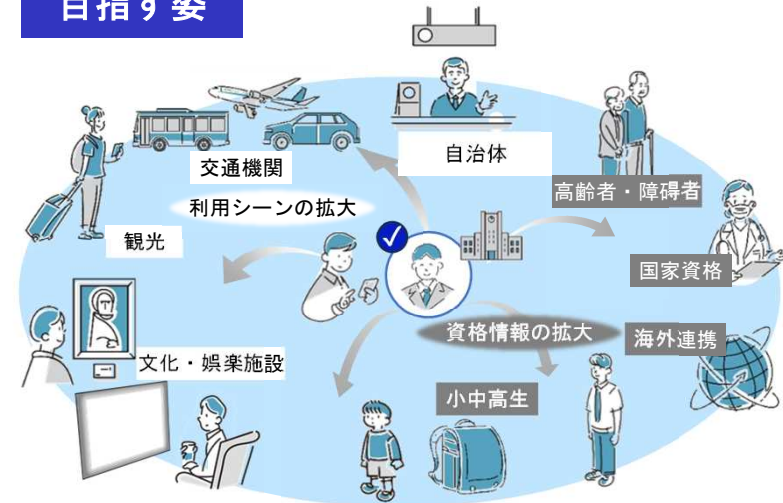 目指す姿
自治体
交通機関
高齢者・障碍者
利用シーンの拡大
観光
国家資格
資格情報の拡大
海外連携
文化・娯楽施設
小中高生